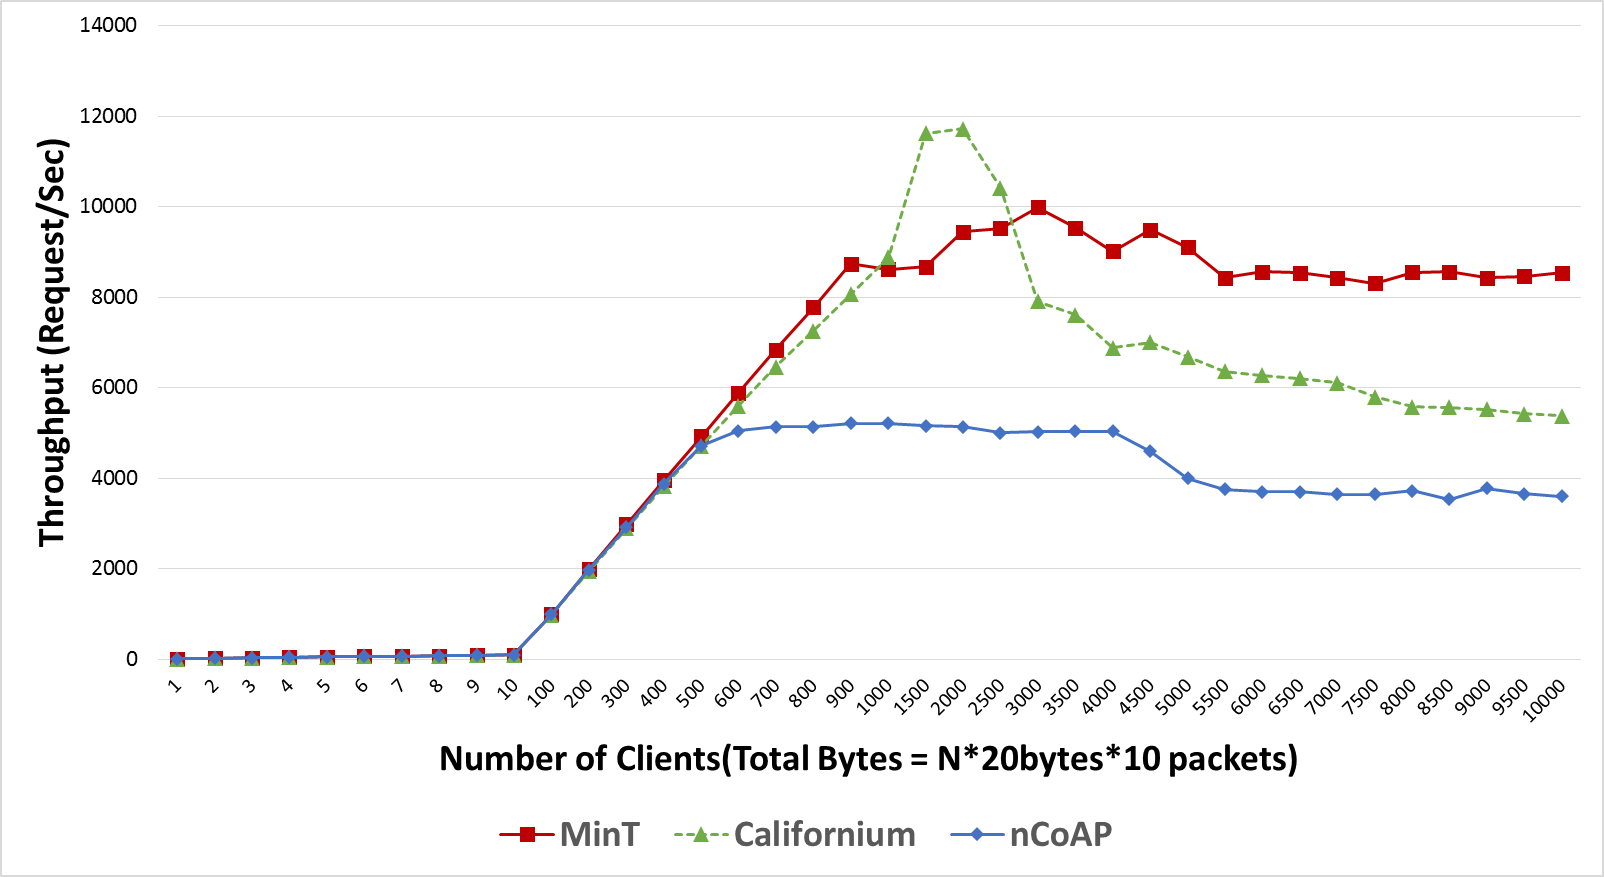 14000
12000
10000
8000
6000
4000
2000
0
Throughput (Request/Sec)
1 2 3 4 5 6 7 8 9 10 100 200 300 400 500 600 700 800 900 1000 1500 2000 2500 3000 3500 4000 4500 5000 5500 6000 6500 7000 7500 8000 8500 9000 9500 10000
Number of Clients(Total Bytes = N*20bytes*10 packets)
MinT Californium nCoAP